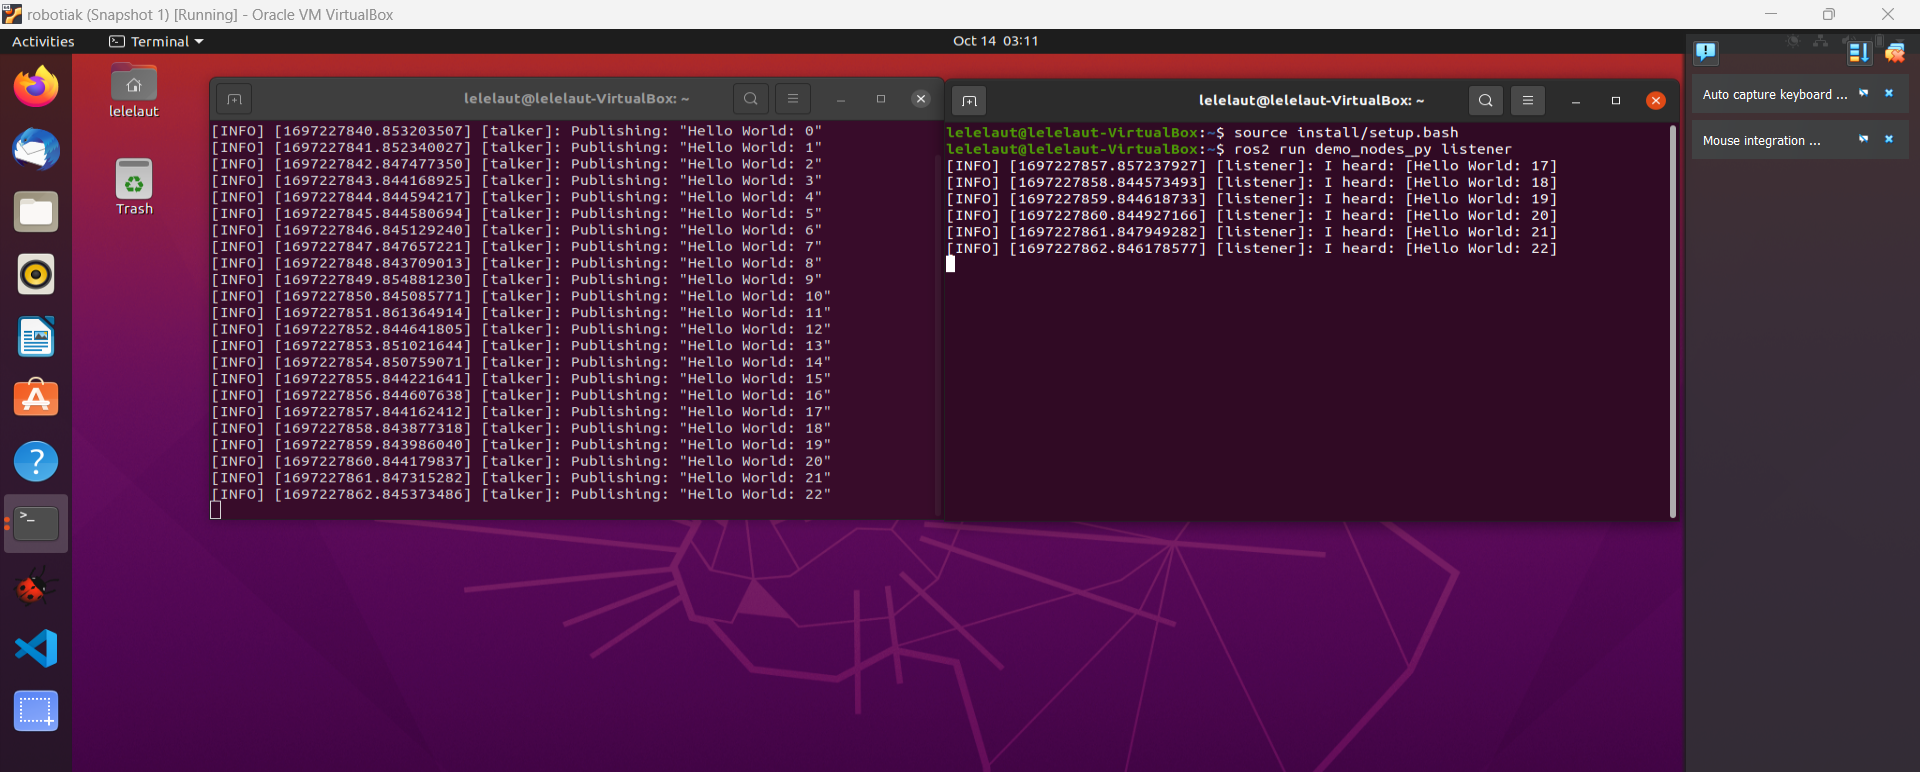 robotiak (Snapshot 1) [Running] - Oracle VM VirtualBox
Activities
Terminal
Oct 14 03:11
lelelaut
Trash
lelelaut@lelelaut-VirtualBox: ~
[INFO] [1697227840.853203507] [talker]: Publishing: "Hello World: 0"
[INFO] [1697227841.852340027] [talker]: Publishing: "Hello World: 1"
[INFO] [1697227842.847477350] [talker]: Publishing: "Hello World: 2"
[INFO] [1697227843.844168925] [talker]: Publishing: "Hello World: 3"
[INFO] [1697227844.844594217] [talker]: Publishing: "Hello World: 4"
[INFO] [1697227845.844580694] [talker]: Publishing: "Hello World: 5"
[INFO] [1697227846.845129240] [talker]: Publishing: "Hello World: 6"
[INFO] [1697227847.847657221] [talker]: Publishing: "Hello World: 7"
[INFO] [1697227848.843709013] [talker]: Publishing: "Hello World: 8"
[INFO] [1697227849.854881230] [talker]: Publishing: "Hello World: 9"
[INFO] [1697227850.845085771] [talker]: Publishing: "Hello World: 10"
[INFO] [1697227851.861364914] [talker]: Publishing: "Hello World: 11"
[INFO] [1697227852.844641805] [talker]: Publishing: "Hello World: 12"
[INFO] [1697227853.851021644] [talker]: Publishing: "Hello World: 13"
[INFO] [1697227854.850759071] [talker]: Publishing: "Hello World: 14"
[INFO] [1697227855.844221641] [talker]: Publishing: "Hello World: 15"
[INFO] [1697227856.844607638] [talker]: Publishing: "Hello World: 16"
[INFO] [1697227857.844162412] [talker]: Publishing: "Hello World: 17"
[INFO] [1697227858.843877318] [talker]: Publishing: "Hello World: 18"
[INFO] [1697227859.843986040] [talker]: Publishing: "Hello World: 19"
[INFO] [1697227860.844179837] [talker]: Publishing: "Hello World: 20"
[INFO] [1697227861.847315282] [talker]: Publishing: "Hello World: 21"
[INFO] [1697227862.845373486] [talker]: Publishing: "Hello World: 22"
lelelaut@lelelaut-VirtualBox: ~
lelelaut@lelelaut-VirtualBox:~$ source install/setup.bash
lelelaut@lelelaut-VirtualBox:~$ ros2 run demo_nodes_py listener
[INFO] [1697227857.857237927] [listener]: I heard: [Hello World: 17]
[INFO] [1697227858.844573493] [listener]: I heard: [Hello World: 18]
[INFO] [1697227859.844618733] [listener]: I heard: [Hello World: 19]
[INFO] [1697227860.844927166] [listener]: I heard: [Hello World: 20]
[INFO] [1697227861.847949282] [listener]: I heard: [Hello World: 21]
[INFO] [1697227862.846178577] [listener]: I heard: [Hello World: 22]
Auto capture keyboard ...
Mouse integration ...